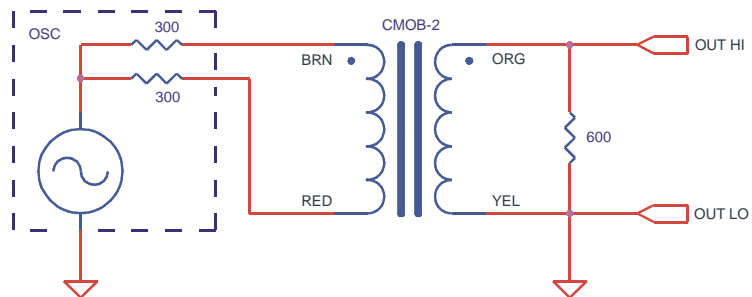 CMOB-2
300
OSC
BRN
ORG
OUT HI
300
600
RED
YEL
OUT LO